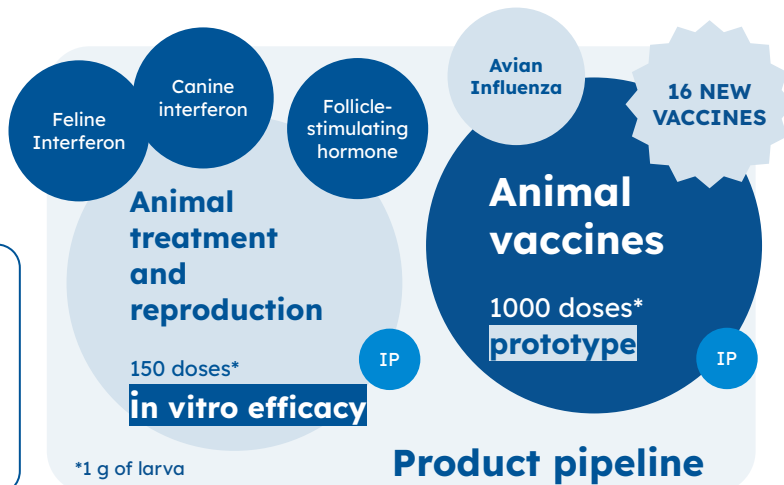 Feline
Interferon
Canine
interferon
Follicle-
stimulating
hormone
Animal
treatment
and
reproduction
150 doses*
in vitro efficacy
IP
*1 g of larva
Avian
Influenza
16 NEW
VACCINES
Animal
vaccines
1000 doses*
prototype
IP
Product pipeline